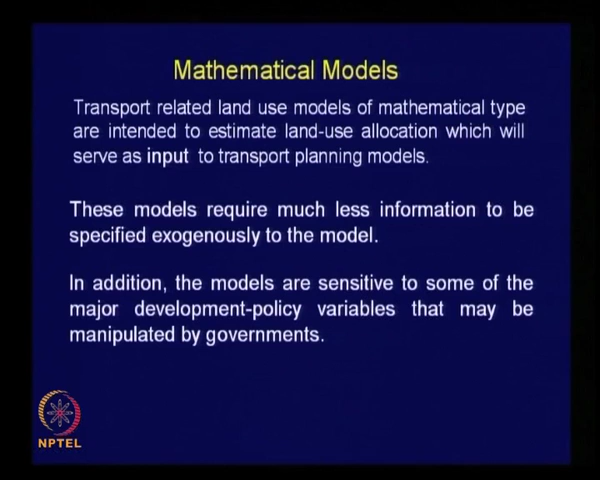 Mathematical Models
Transport related land use models of mathematical type
are intended to estimate land-use allocation which will
serve as input to transport planning models.
These models require much less information to be
specified exogenously to the model.
In addition, the models are sensitive to some of the
major development-policy variables that may be
manipulated by governments.
NPTEL